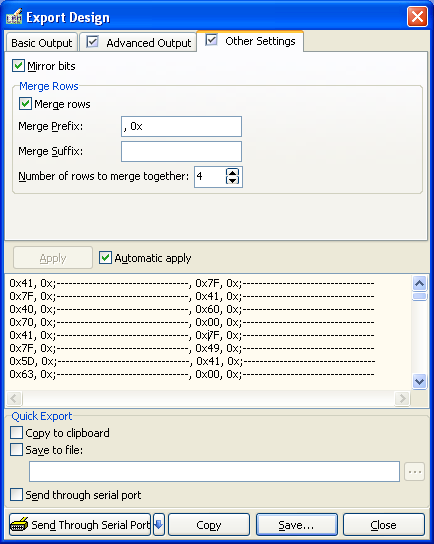 Export Design
Basic Output
Advanced Output
Other Settings
Mirror bits
Merge Rows
Merge rows
Merge Prefix:
, 0x
Merge Suffix:
Number of rows to merge together:
4
Apply
Automatic apply
0x41, 0x;--------------------------------, 0x7F, 0x;--------------------------------
0x7F, 0x;--------------------------------, 0x41, 0x;--------------------------------
0x40, 0x;--------------------------------, 0x60, 0x;--------------------------------
0x70, 0x;--------------------------------, 0x00, 0x;--------------------------------
0x41, 0x;--------------------------------, 0x7F, 0x;--------------------------------
0x7F, 0x;--------------------------------, 0x49, 0x;--------------------------------
0x5D, 0x;--------------------------------, 0x41, 0x;--------------------------------
0x63, 0x;--------------------------------, 0x00, 0x;--------------------------------
Quick Export
Copy to clipboard
Save to file:
...
Send through serial port
Send Through Serial Port
Copy
Save...
Close